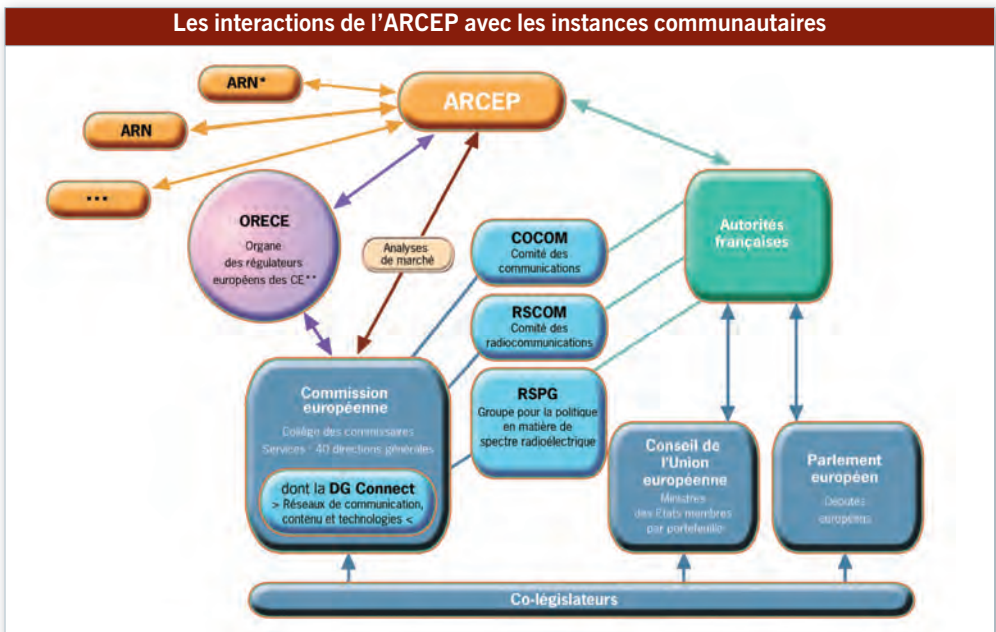 Les interactions de l'ARCEP avec les instances communautaires
ARN*
ARCEP
ARN
...
ORECE
Organe
des régulateurs
européens des CE**
Analyses
de marché
COCOM
Comité des
communications
Autorités
françaises
RSCOM
Comité des
radiocommunications
RSPG
Groupe pour la politique
en matière de
spectre radioélectrique
Commission
européenne
Collège des commissaires
Services - 40 directions générales
dont la DG Connect
> Réseaux de communication,
contenu et technologies <
Conseil de
l'Union
européenne
Ministres
des Etats membres
par portefeuille
Parlement
européen
Députés
européens
Co-législateurs